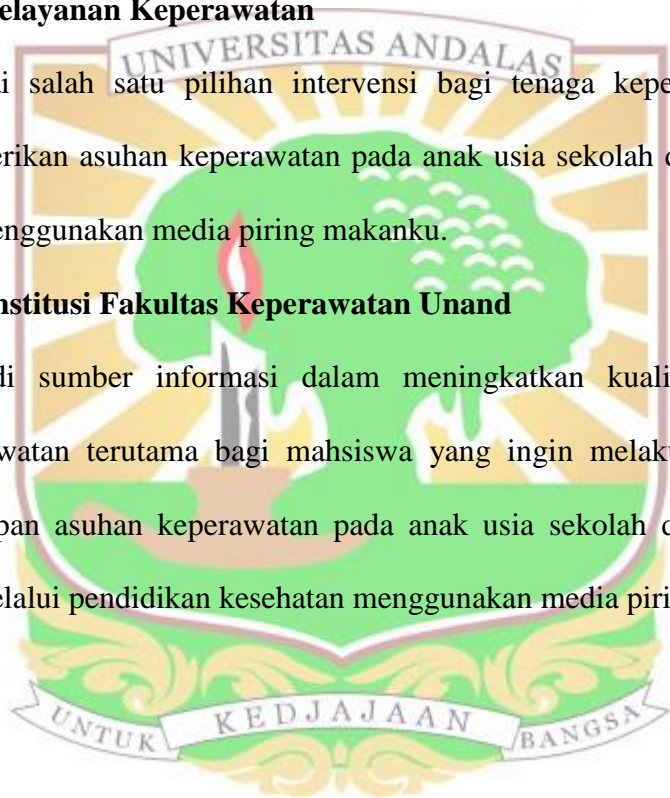 elayanan Keperawatan
UNIVERSITAS ANDALAS
di salah satu pilihan intervensi bagi tenaga kepe
erikan asuhan keperawatan pada anak usia sekolah d
enggunakan media piring makanku.
nstitusi Fakultas Keperawatan Unand
di sumber informasi dalam meningkatkan kuali
watan terutama bagi mahsiswa yang ingin melaku
pan asuhan keperawatan pada anak usia sekolah d
elalui pendidikan kesehatan menggunakan media piri
UNTUK KEDJAJAAN BANGSA